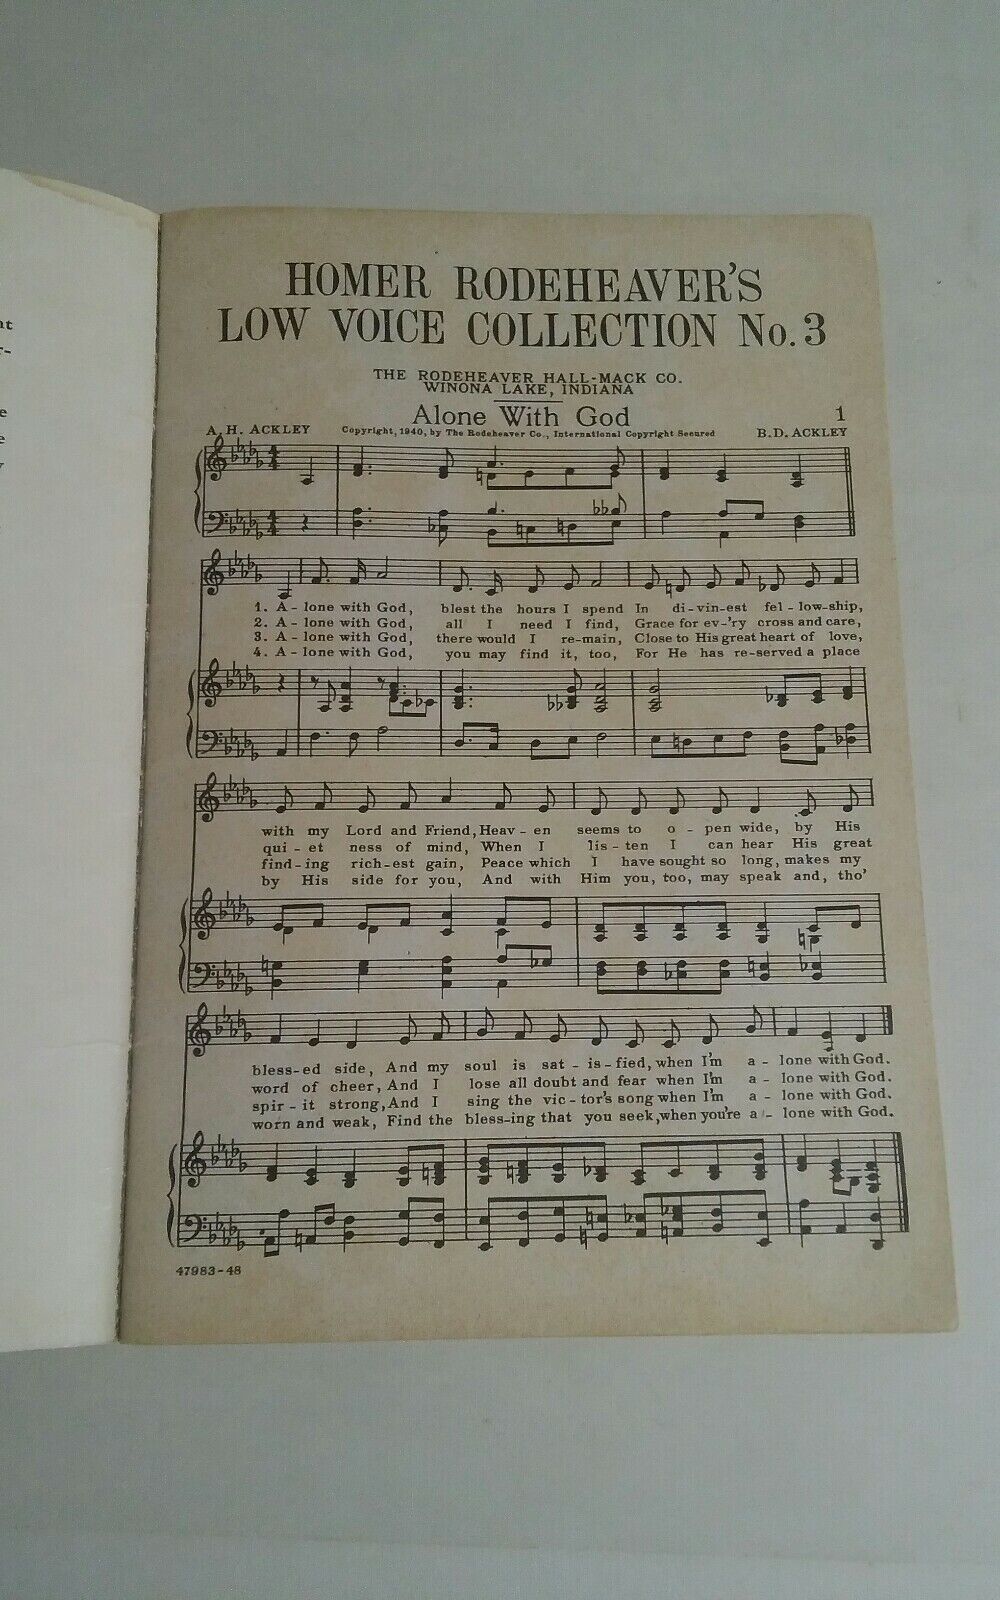 nt
r-
e
e
y
HOMER RODEHEAVER'S
LOW VOICE COLLECTION No. 3
THE RODEHEAVER HALL-MACK CO.
WINONA LAKE, INDIANA
Alone With God
1
A. H. ACKLEY
Copyright, 1940, by The Rodeheaver Co., International Copyright Secured
B. D. ACKLEY
1. A - lone with God, blest the hours I spend In di - vin - est fel - low - ship,
2. A - lone with God, all I need I find, Grace for ev - 'ry cross and care,
3. A - lone with God, there would I re - main, Close to His great heart of love,
4. A - lone with God, you may find it, too, For He has re - served a place
with my Lord and Friend, Heav - en seems to o - pen wide, by His
qui - et ness of mind, When I lis - ten I can hear His great
find - ing rich - est gain, Peace which I have sought so long, makes my
by His side for you, And with Him you, too, may speak and, tho'
bless - ed side, And my soul is sat - is - fied, when I'm a - lone with God.
word of cheer, And I lose all doubt and fear when I'm a - lone with God.
spir - it strong, And I sing the vic - tor's song when I'm a - lone with God.
worn and weak, Find the bless - ing that you seek, when you're a - lone with God.
47983-48